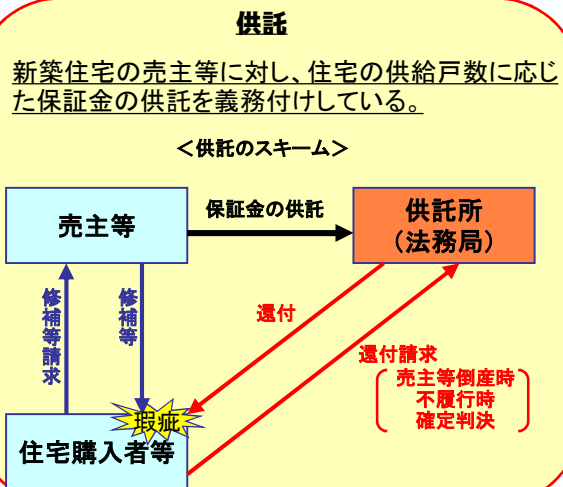 供託
新築住宅の売主等に対し、住宅の供給戸数に応じ
た保証金の供託を義務付けしている。
＜供託のスキーム＞
売主等
保証金の供託
供託所
（法務局）
修補等請求
修補等
還付
還付請求
売主等倒産時
不履行時
確定判決
瑕疵
住宅購入者等